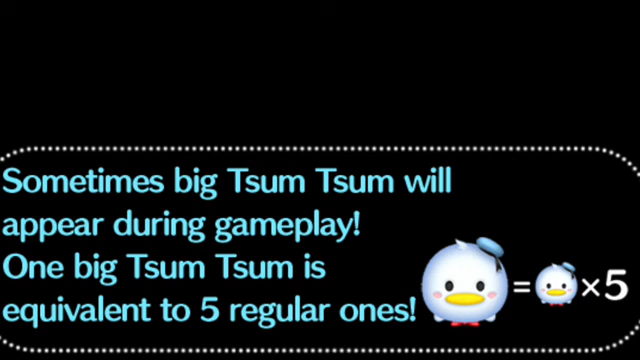 Sometimes big Tsum Tsum will
appear during gameplay!
One big Tsum Tsum is
equivalent to 5 regular ones!
=×5